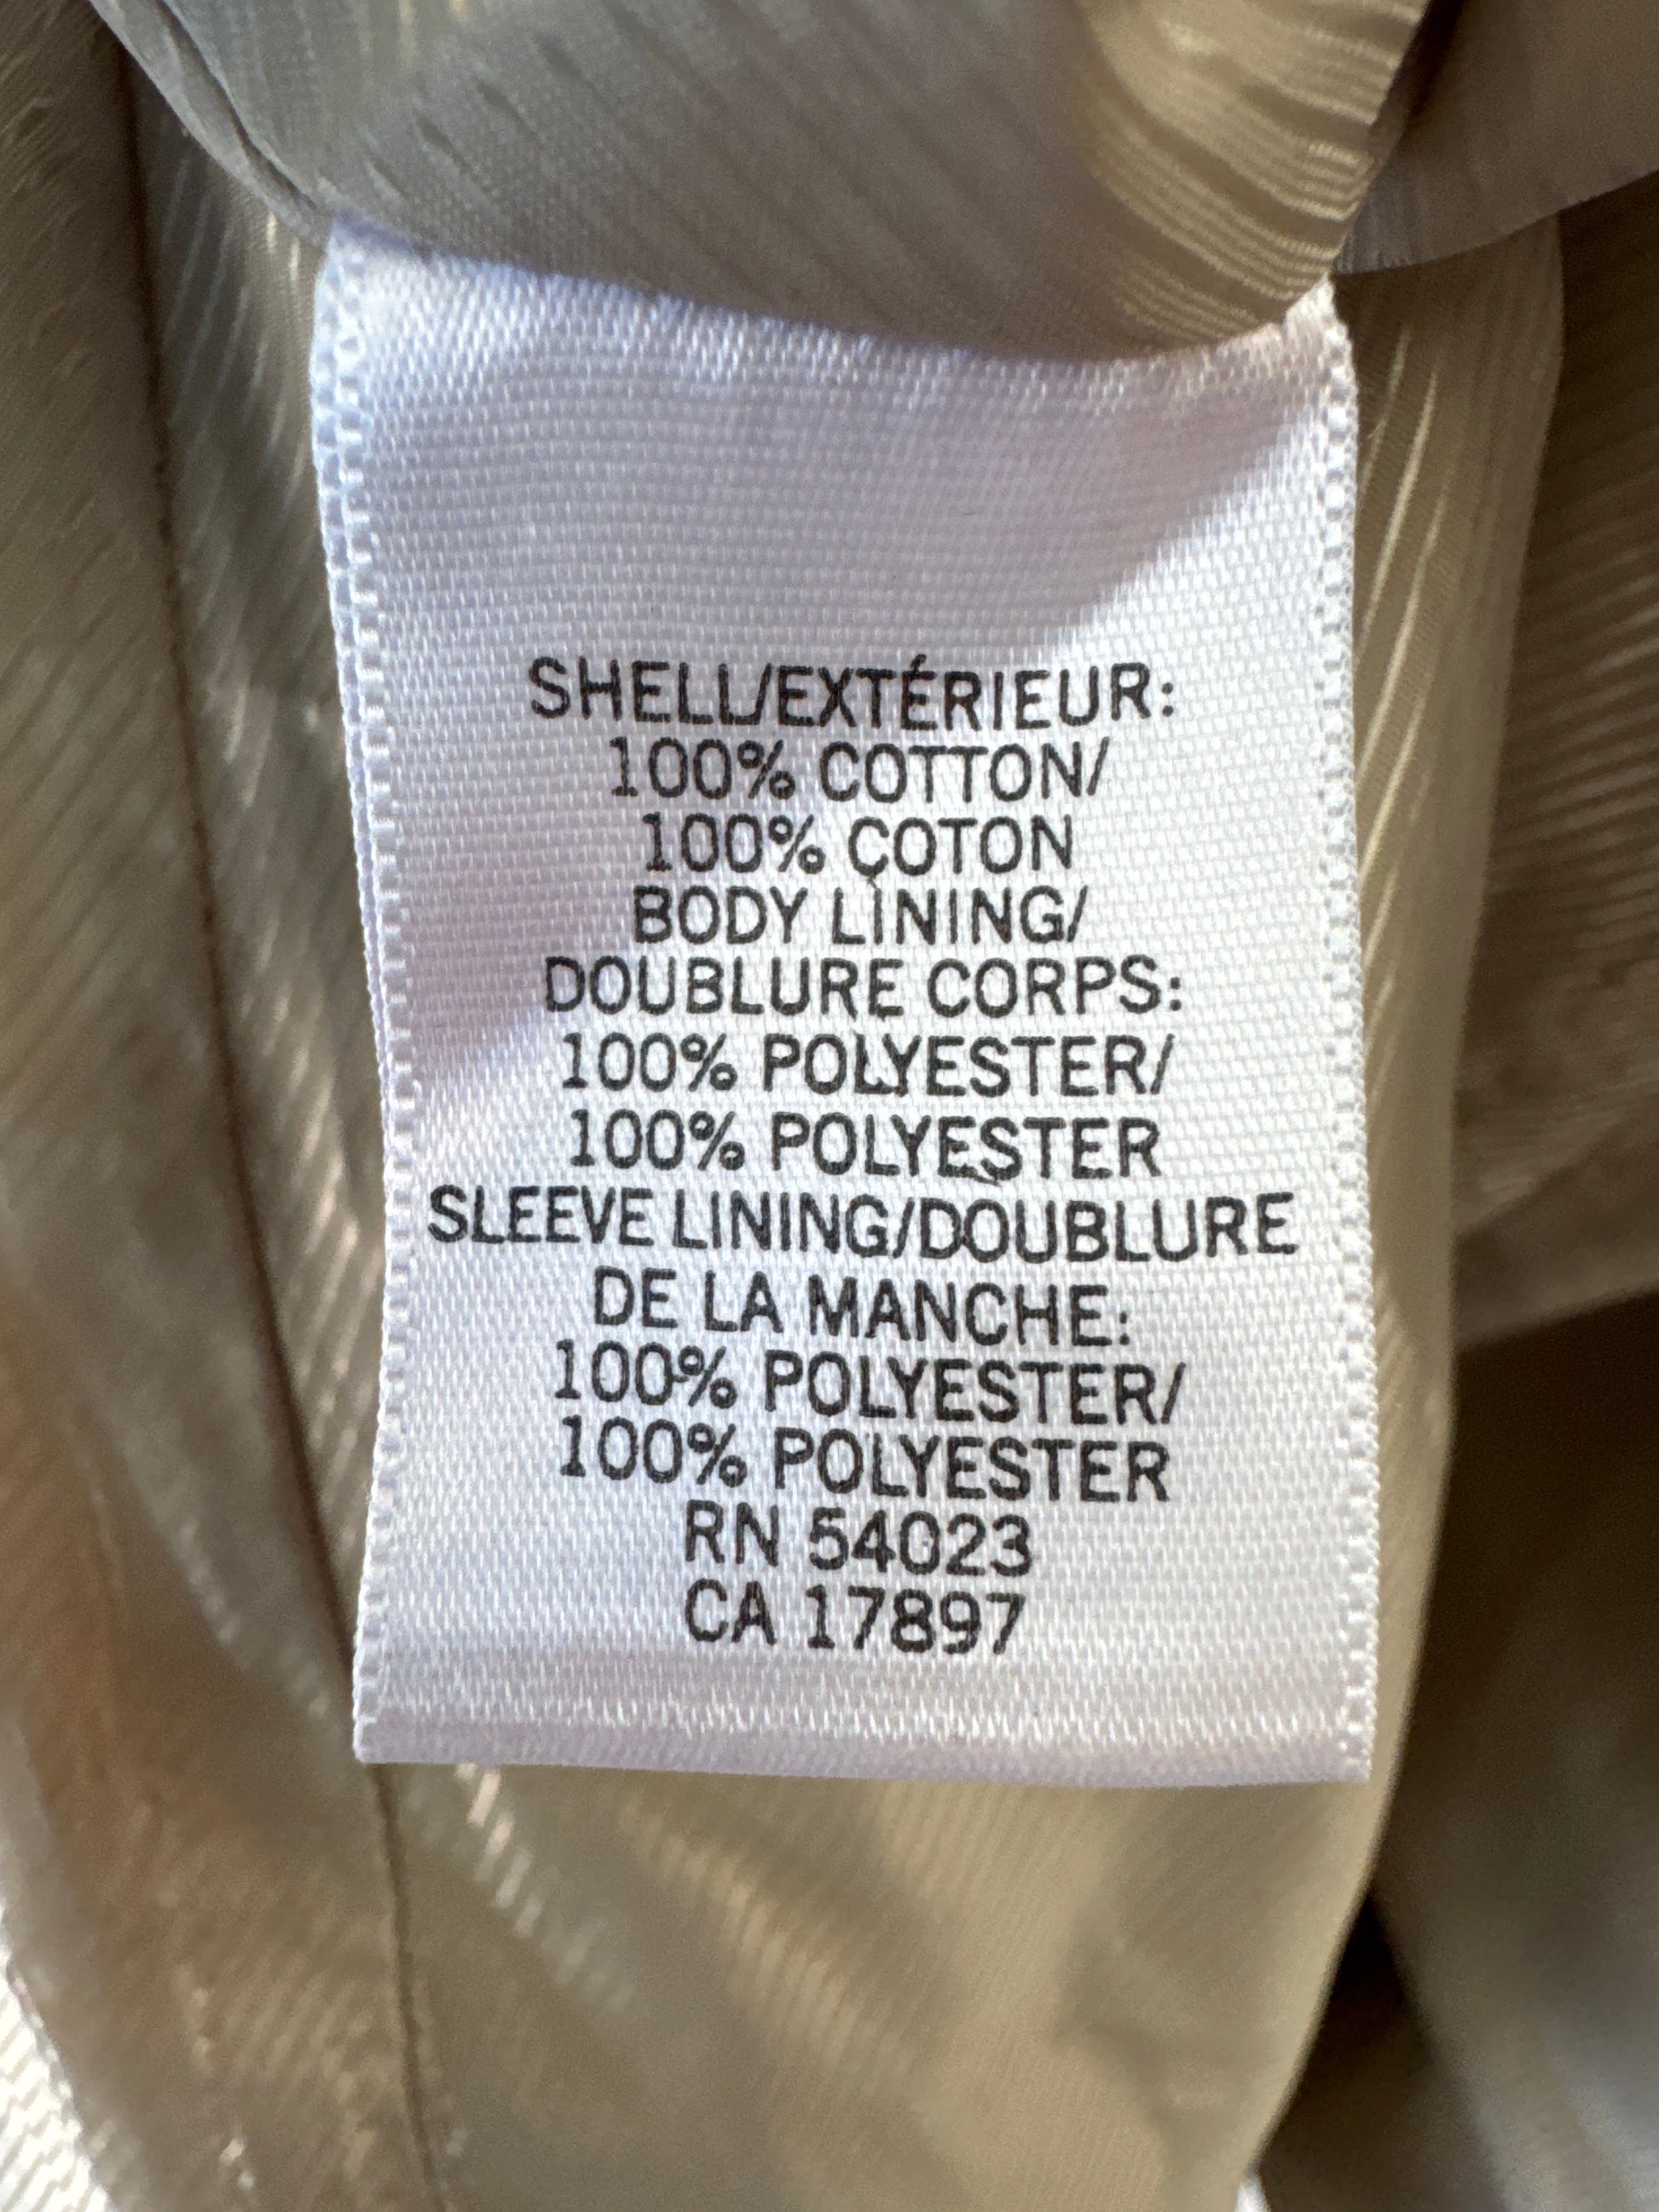 SHELL/EXTÉRIEUR:
100% COTTON/
100% COTON
BODY LINING/
DOUBLURE CORPS:
100% POLYESTER/
100% POLYESTER
SLEEVE LINING/DOUBLURE
DE LA MANCHE:
100% POLYESTER/
100% POLYESTER
RN 54023
CA 17897